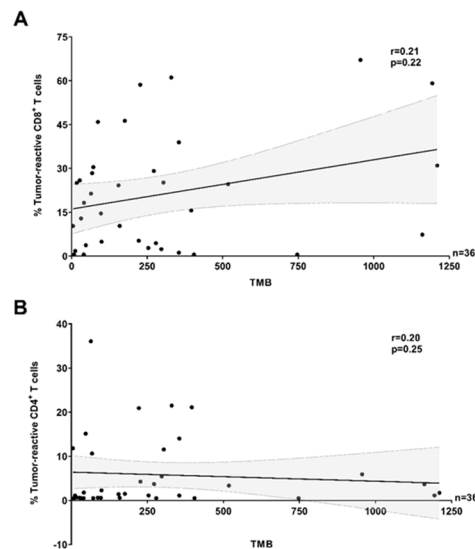 A
r=0.21
p=0.22
% Tumor-reactive CD8+ T cells
75
60
45
30
15
0
0 250 500 750 1000 1250
n=36
TMB
B
r=0.20
p=0.25
% Tumor-reactive CD4+ T cells
40
30
20
10
0
-10
0 250 500 750 1000 1250
n=36
TMB